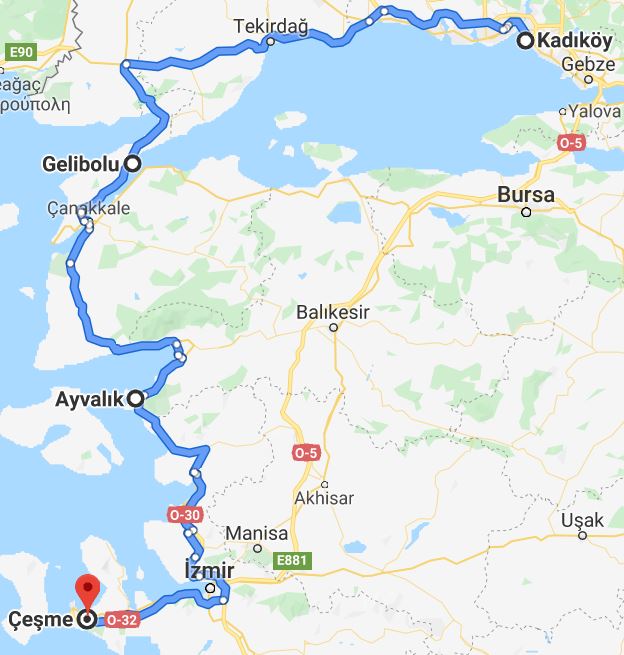 Tekirdağ
Kadıköy
E90
Gebze
eağaç
ρούπολη
Yalova
O-5
Gelibolu
Çanakkale
Bursa
Balıkesir
Ayvalık
O-5
Akhisar
O-30
Manisa
Uşak
E881
İzmir
Çeşme
O-32